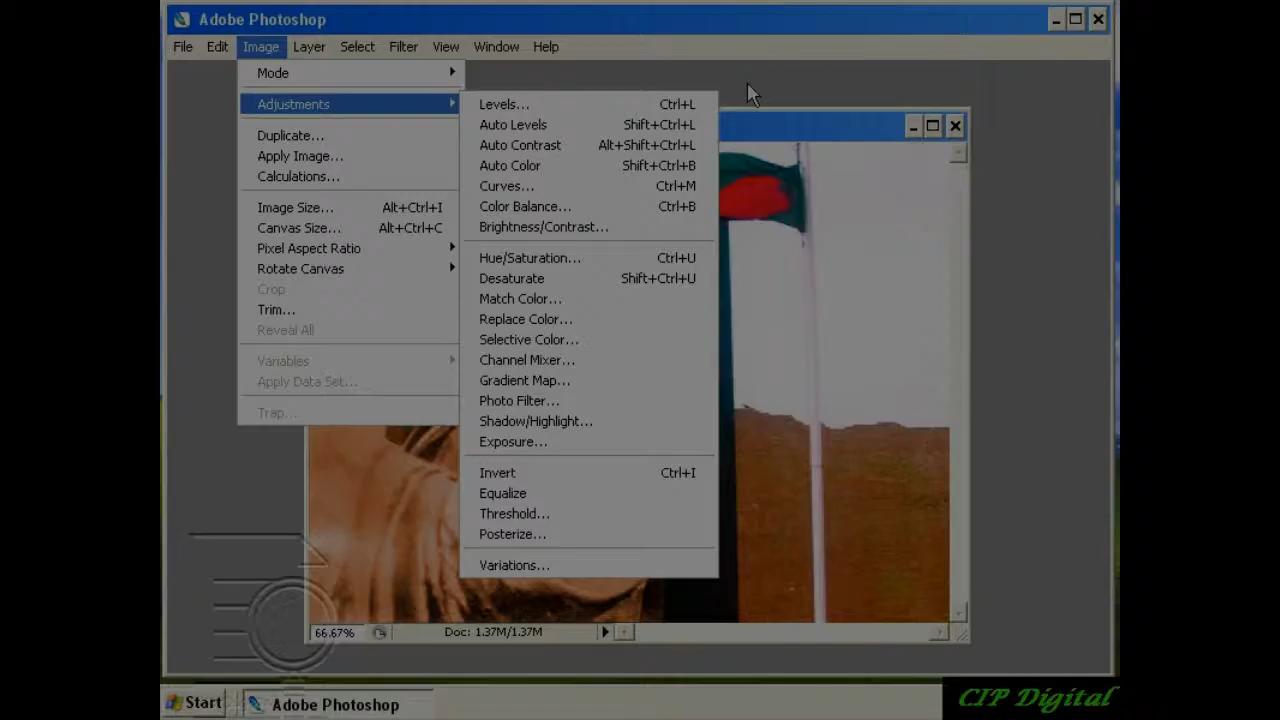 Adobe Photoshop
File Edit Image Layer Select Filter View Window Help
Mode
Adjustments
Duplicate...
Apply Image...
Calculations...
Image Size... Alt+Ctrl+I
Canvas Size... Alt+Ctrl+C
Pixel Aspect Ratio
Rotate Canvas
Crop
Trim...
Reveal All
Variables
Apply Data Set...
Trap...
Levels... Ctrl+L
Auto Levels Shift+Ctrl+L
Auto Contrast Alt+Shift+Ctrl+L
Auto Color Shift+Ctrl+B
Curves... Ctrl+M
Color Balance... Ctrl+B
Brightness/Contrast...
Hue/Saturation... Ctrl+U
Desaturate Shift+Ctrl+U
Match Color...
Replace Color...
Selective Color...
Channel Mixer...
Gradient Map...
Photo Filter...
Shadow/Highlight...
Exposure...
Invert Ctrl+I
Equalize
Threshold...
Posterize...
Variations...
66.67% Doc: 1.37M/1.37M
Start Adobe Photoshop
CIP Digital